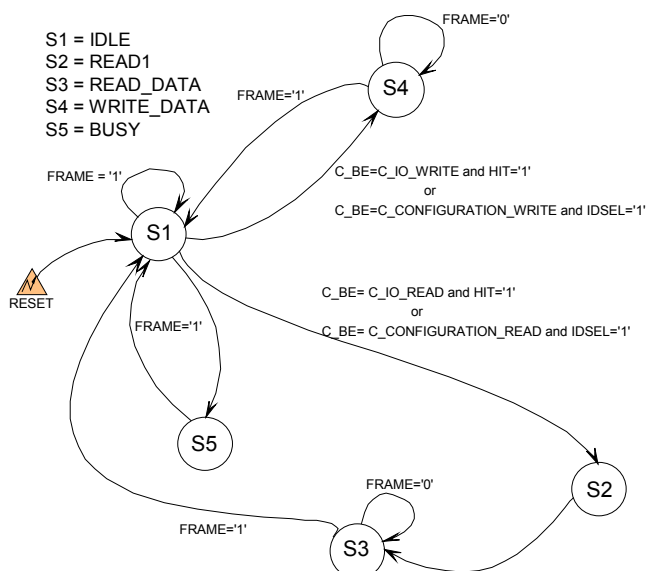 S1 = IDLE
S2 = READ1
S3 = READ_DATA
S4 = WRITE_DATA
S5 = BUSY
FRAME='0'
S4
FRAME='1'
FRAME = '1'
C_BE=C_IO_WRITE and HIT='1'
or
C_BE=C_CONFIGURATION_WRITE and IDSEL='1'
S1
RESET
C_BE= C_IO_READ and HIT='1'
or
C_BE= C_CONFIGURATION_READ and IDSEL='1'
FRAME='1'
S5
FRAME='0'
S2
FRAME='1'
S3